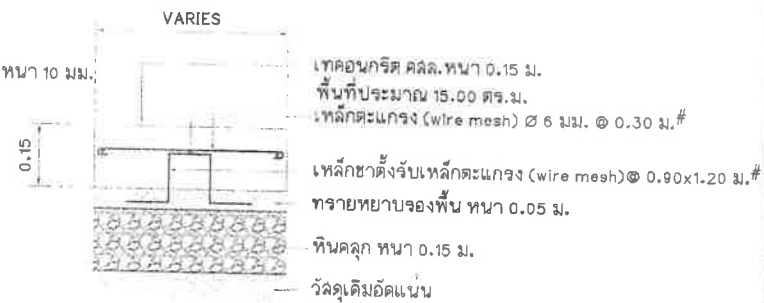 VARIES
หนา 10 มม.
เทคอนกรีต คสล.หนา 0.15 ม.
พื้นที่ประมาณ 15.00 ตร.ม.
เหล็กตะแกรง (wire mesh) Ø 6 มม. @ 0.30 ม.#
0.15
เหล็กขาตั้งรับเหล็กตะแกรง (wire mesh)@ 0.90x1.20 ม.#
ทรายหยาบรองพื้น หนา 0.05 ม.
หินคลุก หนา 0.15 ม.
วัสดุเดิมอัดแน่น